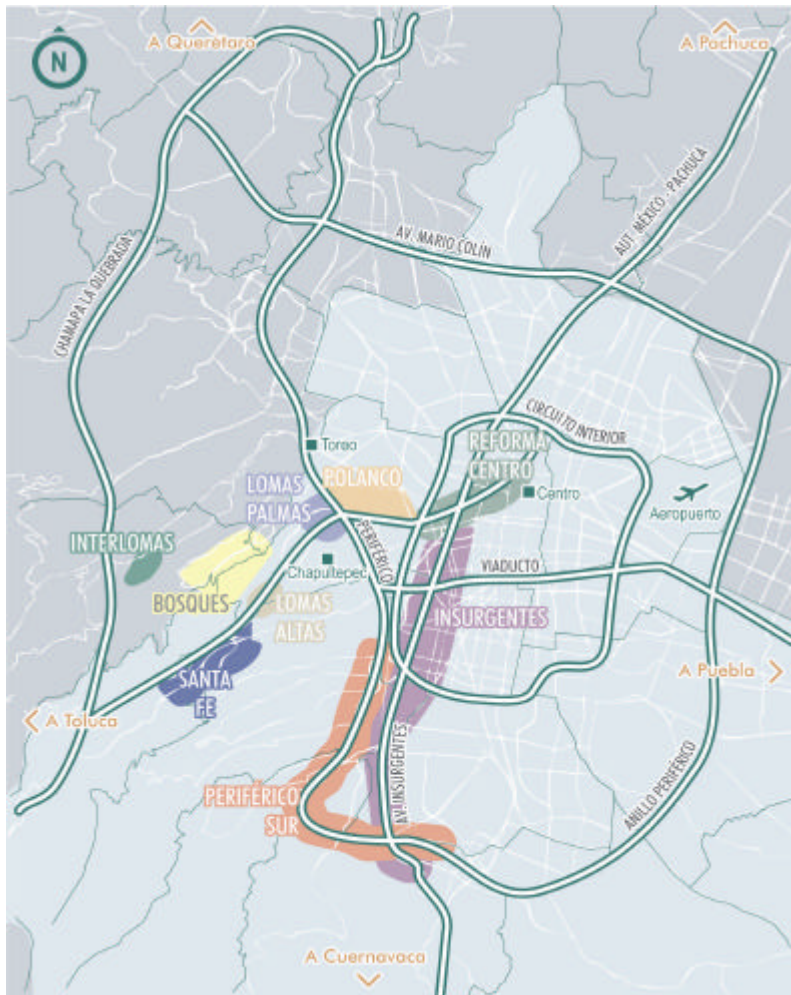 A Querétaro
A Pachuca
N
AUT. MÉXICO - PACHUCA
AV. MARIO COLÍN
CHAMAPA LA QUEBRADA
CIRCUITO INTERIOR
Toreo
REFORMA
CENTRO
LOMAS
PALMAS
POLANCO
Centro
Aeropuerto
INTERLOMAS
PERIFÉRICO
Chapultepec
VIADUCTO
BOSQUES
LOMAS
ALTAS
INSURGENTES
SANTA
FE
A Puebla
A Toluca
AV. INSURGENTES
PERIFÉRICO
SUR
ANILLO PERIFÉRICO
A Cuernavaca